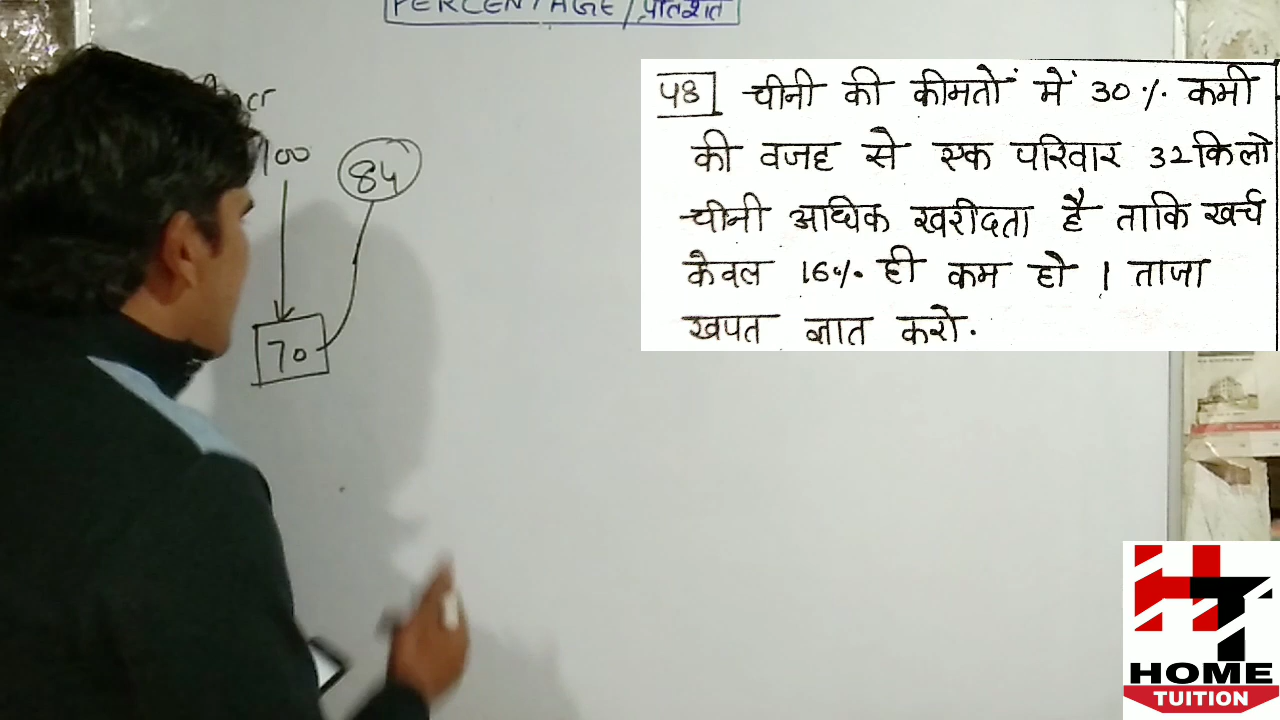 PERCENTAGE/प्रतिशत
100
84
70
48 चीनी की कीमतों में 30% कमी
की वजह से एक परिवार 32 किलो
चीनी अधिक खरीदता है ताकि खर्च
केवल 16% ही कम हो । ताजा
खपत ज्ञात करो.
HT
HOME
TUITION